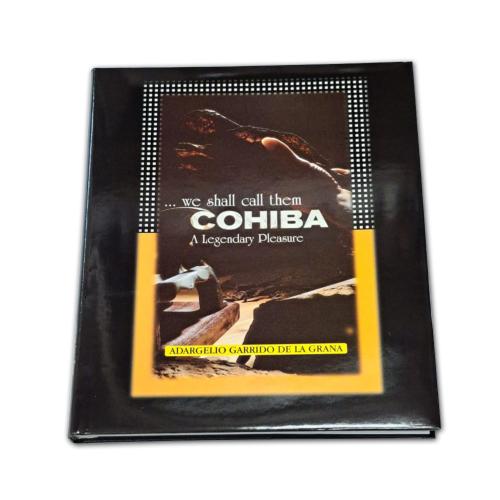 ... we shall call them
COHIBA
A Legendary Pleasure
ADARGELIO GARRIDO DE LA GRANA